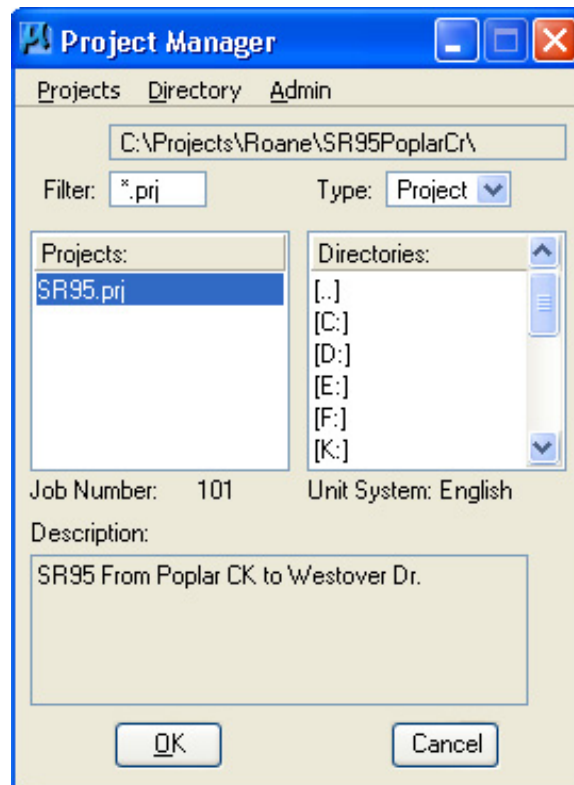 Project Manager
Projects Directory Admin
C:\Projects\Roane\SR95PoplarCr\
Filter: *.prj Type: Project
Projects: Directories:
SR95.prj [..]
[C:]
[D:]
[E:]
[F:]
[K:]
Job Number: 101 Unit System: English
Description:
SR95 From Poplar CK to Westover Dr.
OK Cancel